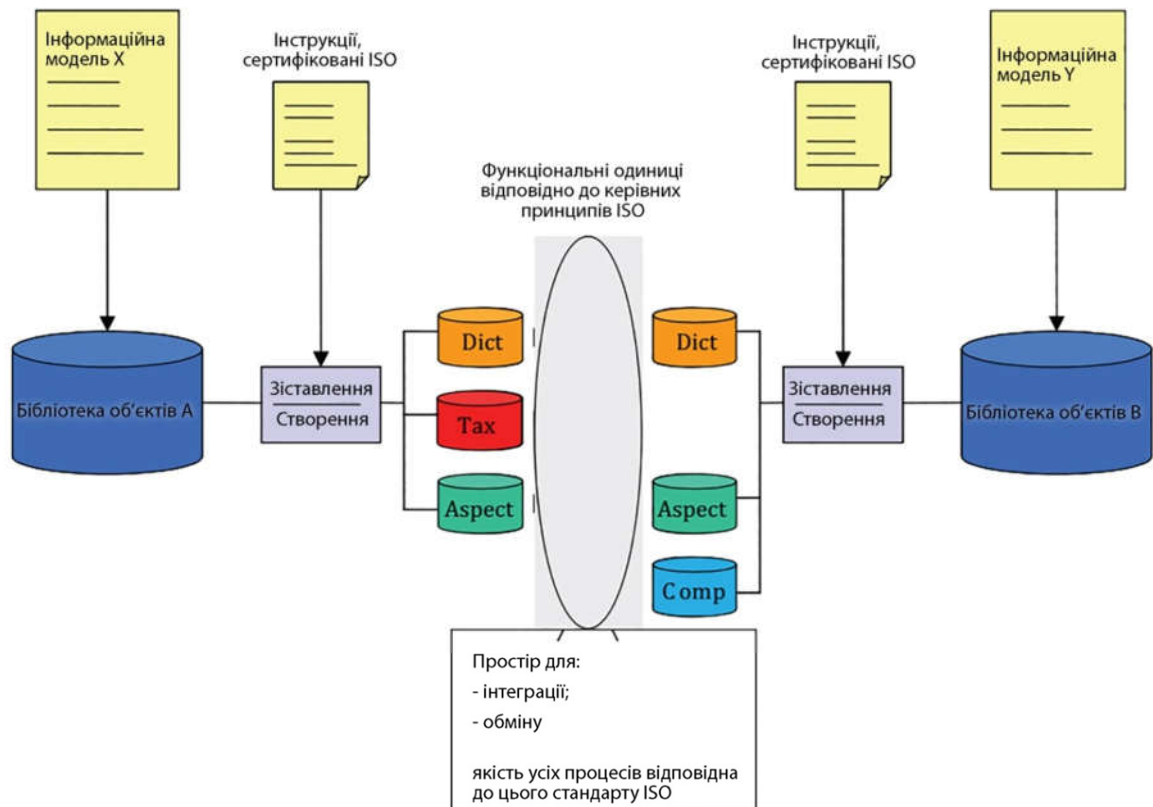 Інформаційна
модель X
Інструкції,
сертифіковані ISO
Інструкції,
сертифіковані ISO
Інформаційна
модель Y
Функціональні одиниці
відповідно до керівних
принципів ISO
Бібліотека об’єктів A
Зіставлення
Створення
Dict
Tax
Aspect
Dict
Aspect
Comp
Зіставлення
Створення
Бібліотека об’єктів B
Простір для:
- інтеграції;
- обміну
якість усіх процесів відповідна
до цього стандарту ISO